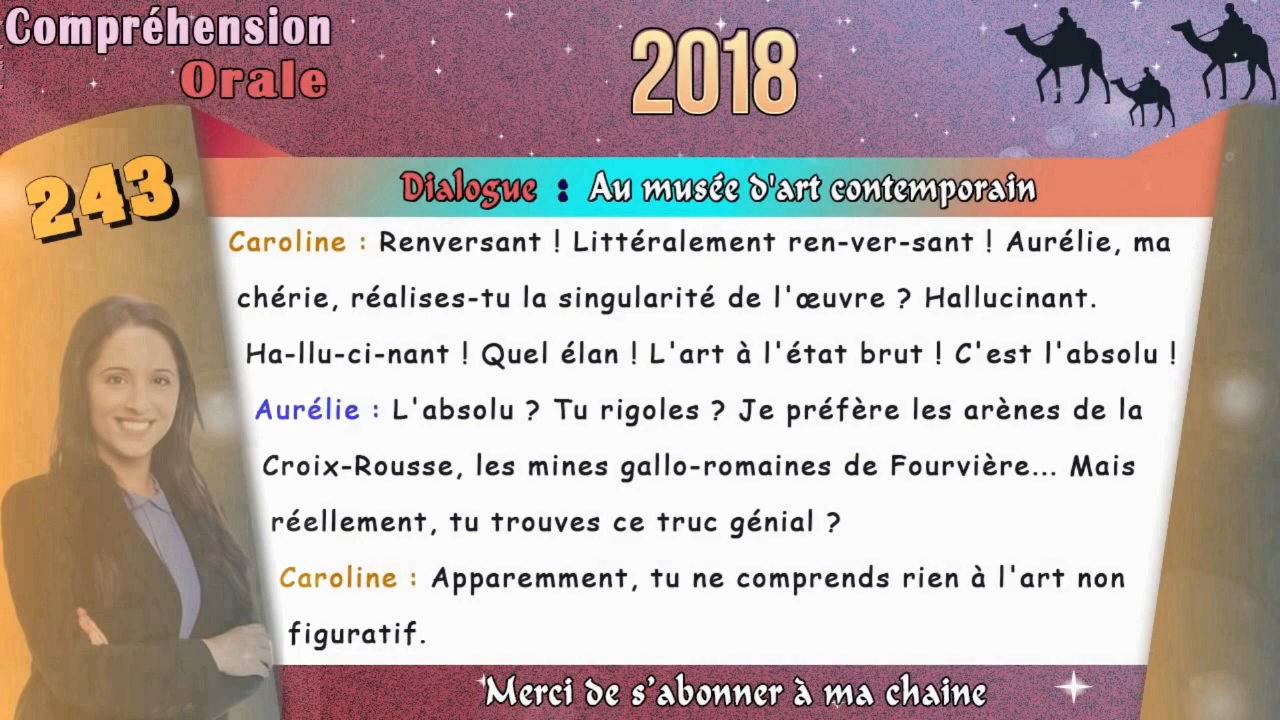 Compréhension
Orale
2018
243
Dialogue : Au musée d'art contemporain
Caroline : Renversant ! Littéralement ren-ver-sant ! Aurélie, ma
chérie, réalises-tu la singularité de l'œuvre ? Hallucinant.
Ha-llu-ci-nant ! Quel élan ! L'art à l'état brut ! C'est l'absolu !
Aurélie : L'absolu ? Tu rigoles ? Je préfère les arènes de la
Croix-Rousse, les mines gallo-romaines de Fourvière... Mais
réellement, tu trouves ce truc génial ?
Caroline : Apparemment, tu ne comprends rien à l'art non
figuratif.
Merci de s'abonner à ma chaine